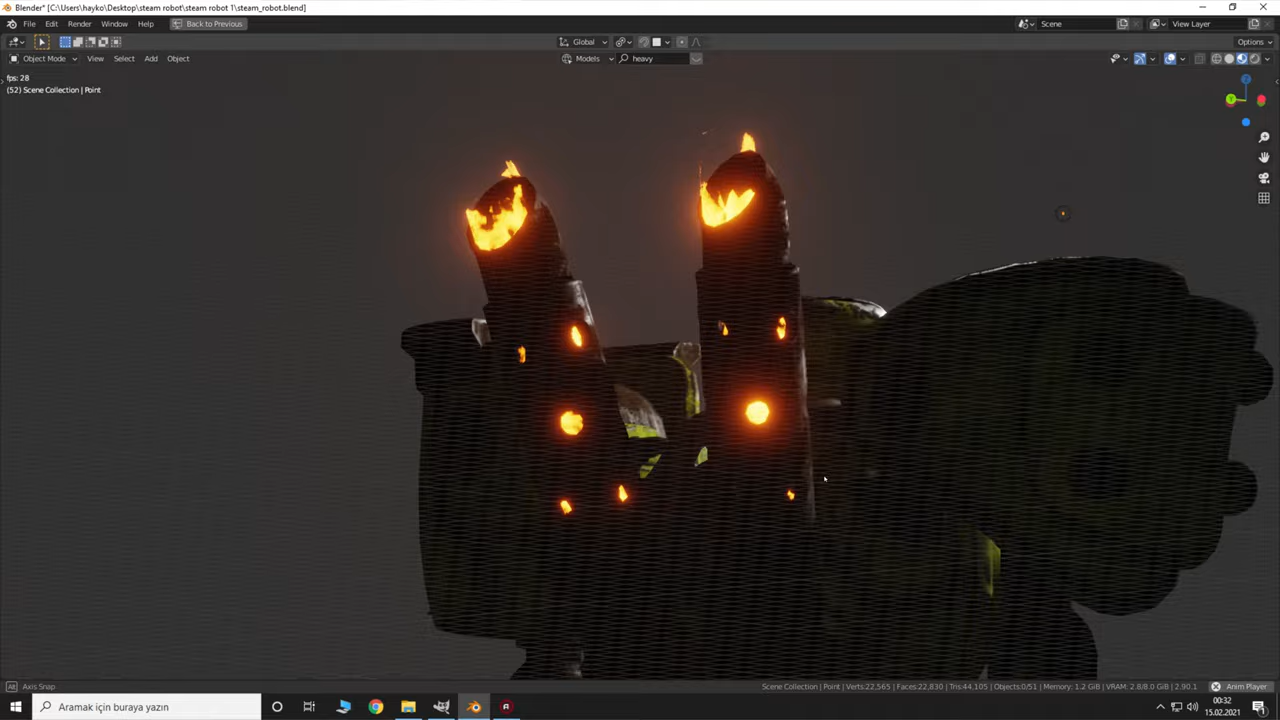 Blender* [C:\Users\hayko\Desktop\steam robot\steam robot 1\steam_robot.blend]
File Edit Render Window Help Back to Previous Scene View Layer
Global Options
Object Mode View Select Add Object Models heavy
fps: 28
(52) Scene Collection | Point
Axis Snap Scene Collection | Point | Verts:22,565 | Faces:22,830 | Tris:44,105 | Objects:0/51 | Memory: 1.2 GiB | VRAM: 2.8/8.0 GiB | 2.90.1 Anim Player
Aramak için buraya yazın 00:32
15.02.2021